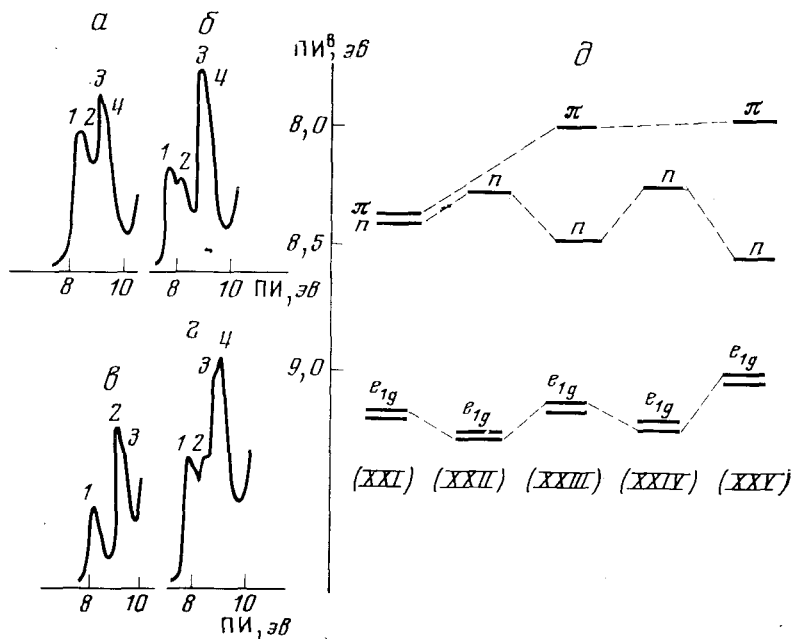 а
б
3
4
1
2
3
4
1
2
8
10
8
10
ПИ, эв
в
г
2
3
1
4
3
1
2
8
10
8
10
ПИ, эв
ПИᴮ, эв
д
8,0
8,5
9,0
π
n
n
π
n
n
π
n
e₁g
e₁g
e₁g
e₁g
e₁g
(XXI)
(XXII)
(XXIII)
(XXIV)
(XXV)